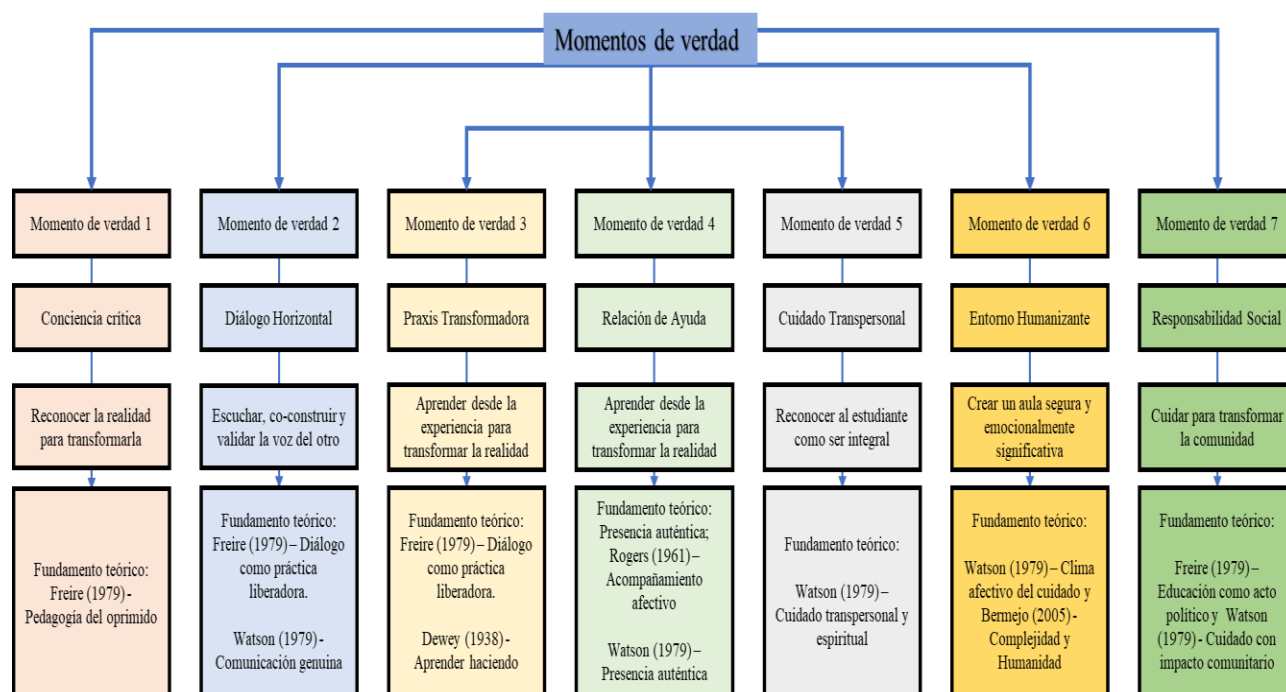 Momentos de verdad
Momento de verdad 1
Momento de verdad 2
Momento de verdad 3
Momento de verdad 4
Momento de verdad 5
Momento de verdad 6
Momento de verdad 7
Conciencia crítica
Diálogo Horizontal
Praxis Transformadora
Relación de Ayuda
Cuidado Transpersonal
Entorno Humanizante
Responsabilidad Social
Reconocer la realidad
para transformarla
Escuchar, co-construir y
validar la voz del otro
Aprender desde la
experiencia para
transformar la realidad
Aprender desde la
experiencia para
transformar la realidad
Reconocer al estudiante
como ser integral
Crear un aula segura y
emocionalmente
significativa
Cuidar para transformar
la comunidad
Fundamento teórico:
Freire (1979) -
Pedagogía del oprimido
Fundamento teórico:
Freire (1979) – Diálogo
como práctica
liberadora.
Watson (1979) -
Comunicación genuina
Fundamento teórico:
Freire (1979) – Diálogo
como práctica
liberadora.
Dewey (1938) -
Aprender haciendo
Fundamento teórico:
Presencia auténtica;
Rogers (1961) –
Acompañamiento
afectivo
Watson (1979) –
Presencia auténtica
Fundamento teórico:
Watson (1979) –
Cuidado transpersonal y
espiritual
Fundamento teórico:
Watson (1979) – Clima
afectivo del cuidado y
Bermejo (2005) -
Complejidad y
Humanidad
Fundamento teórico:
Freire (1979) –
Educación como acto
político y Watson
(1979) - Cuidado con
impacto comunitario